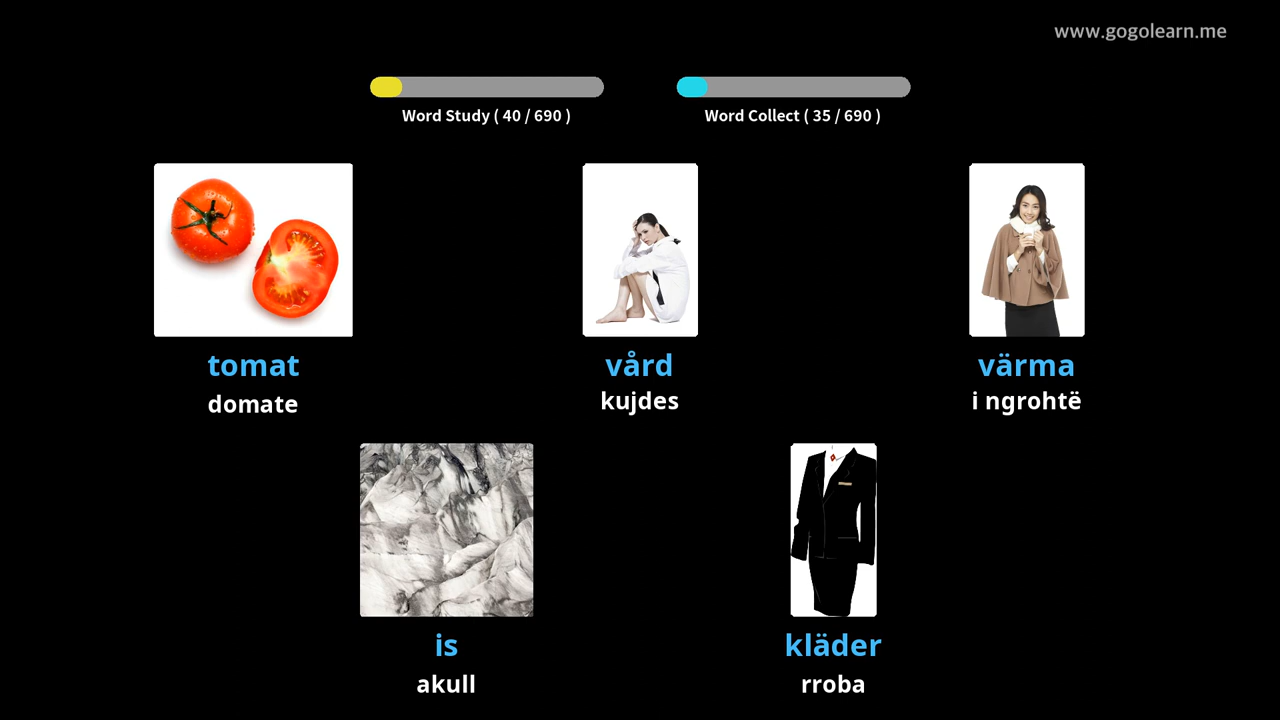 www.gogolearn.me
Word Study ( 40 / 690 )
Word Collect ( 35 / 690 )
tomat
domate
vård
kujdes
värma
i ngrohtë
is
akull
kläder
rroba